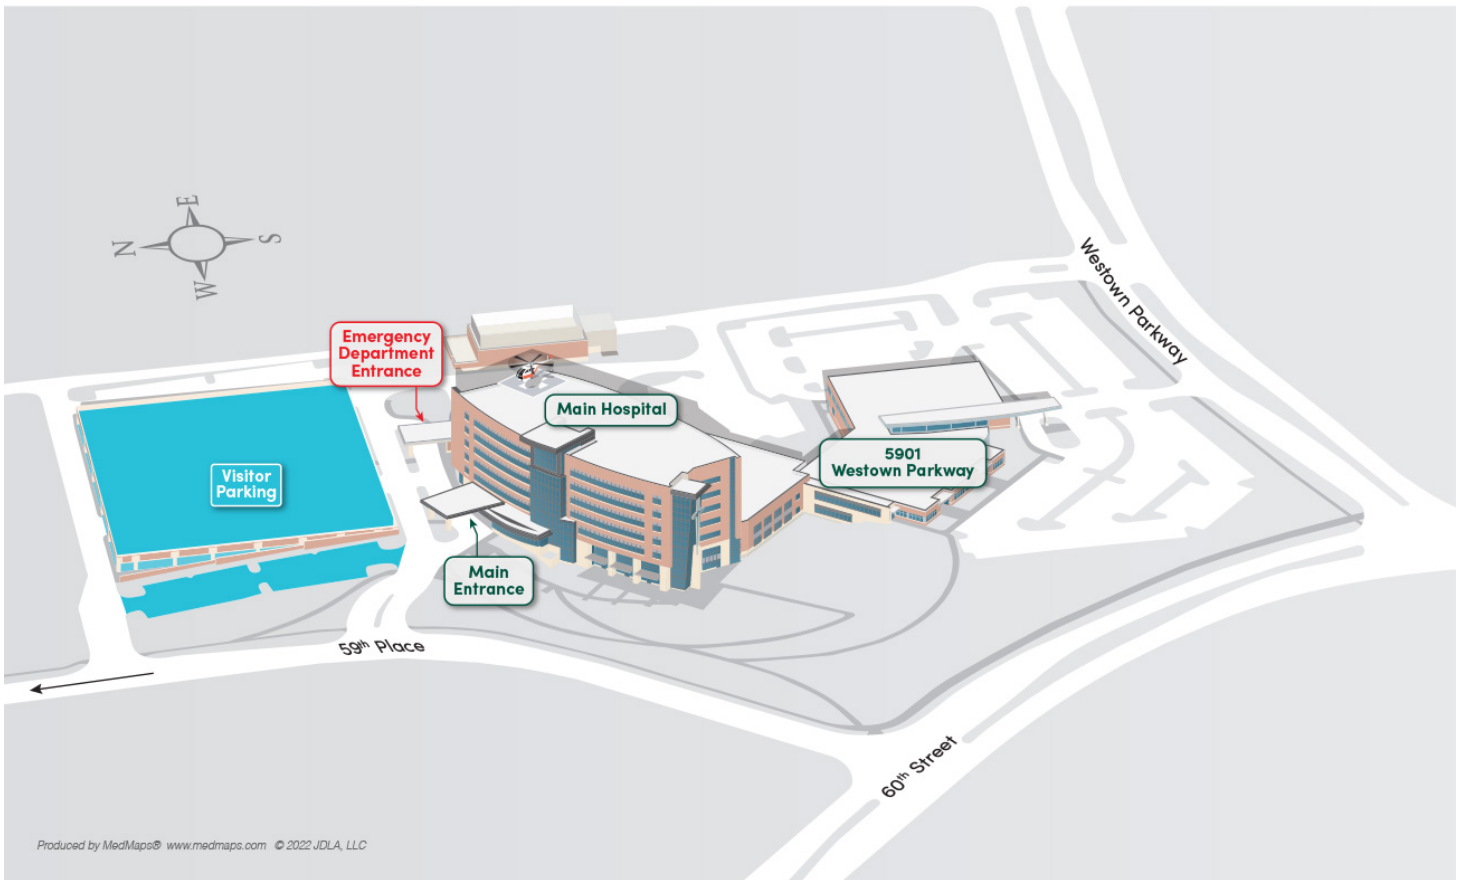 E
N
S
W
Westown Parkway
Emergency
Department
Entrance
Main Hospital
5901
Westown Parkway
Visitor
Parking
Main
Entrance
59th Place
60th Street
Produced by MedMaps® www.medmaps.com © 2022 JDLA, LLC